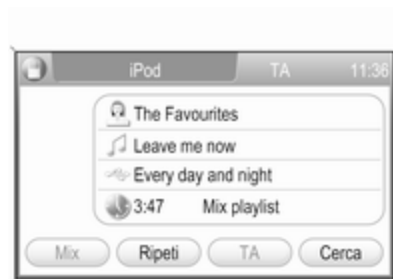 iPod TA 11:36
The Favourites
Leave me now
Every day and night
3:47 Mix playlist
Mix Ripeti TA Cerca